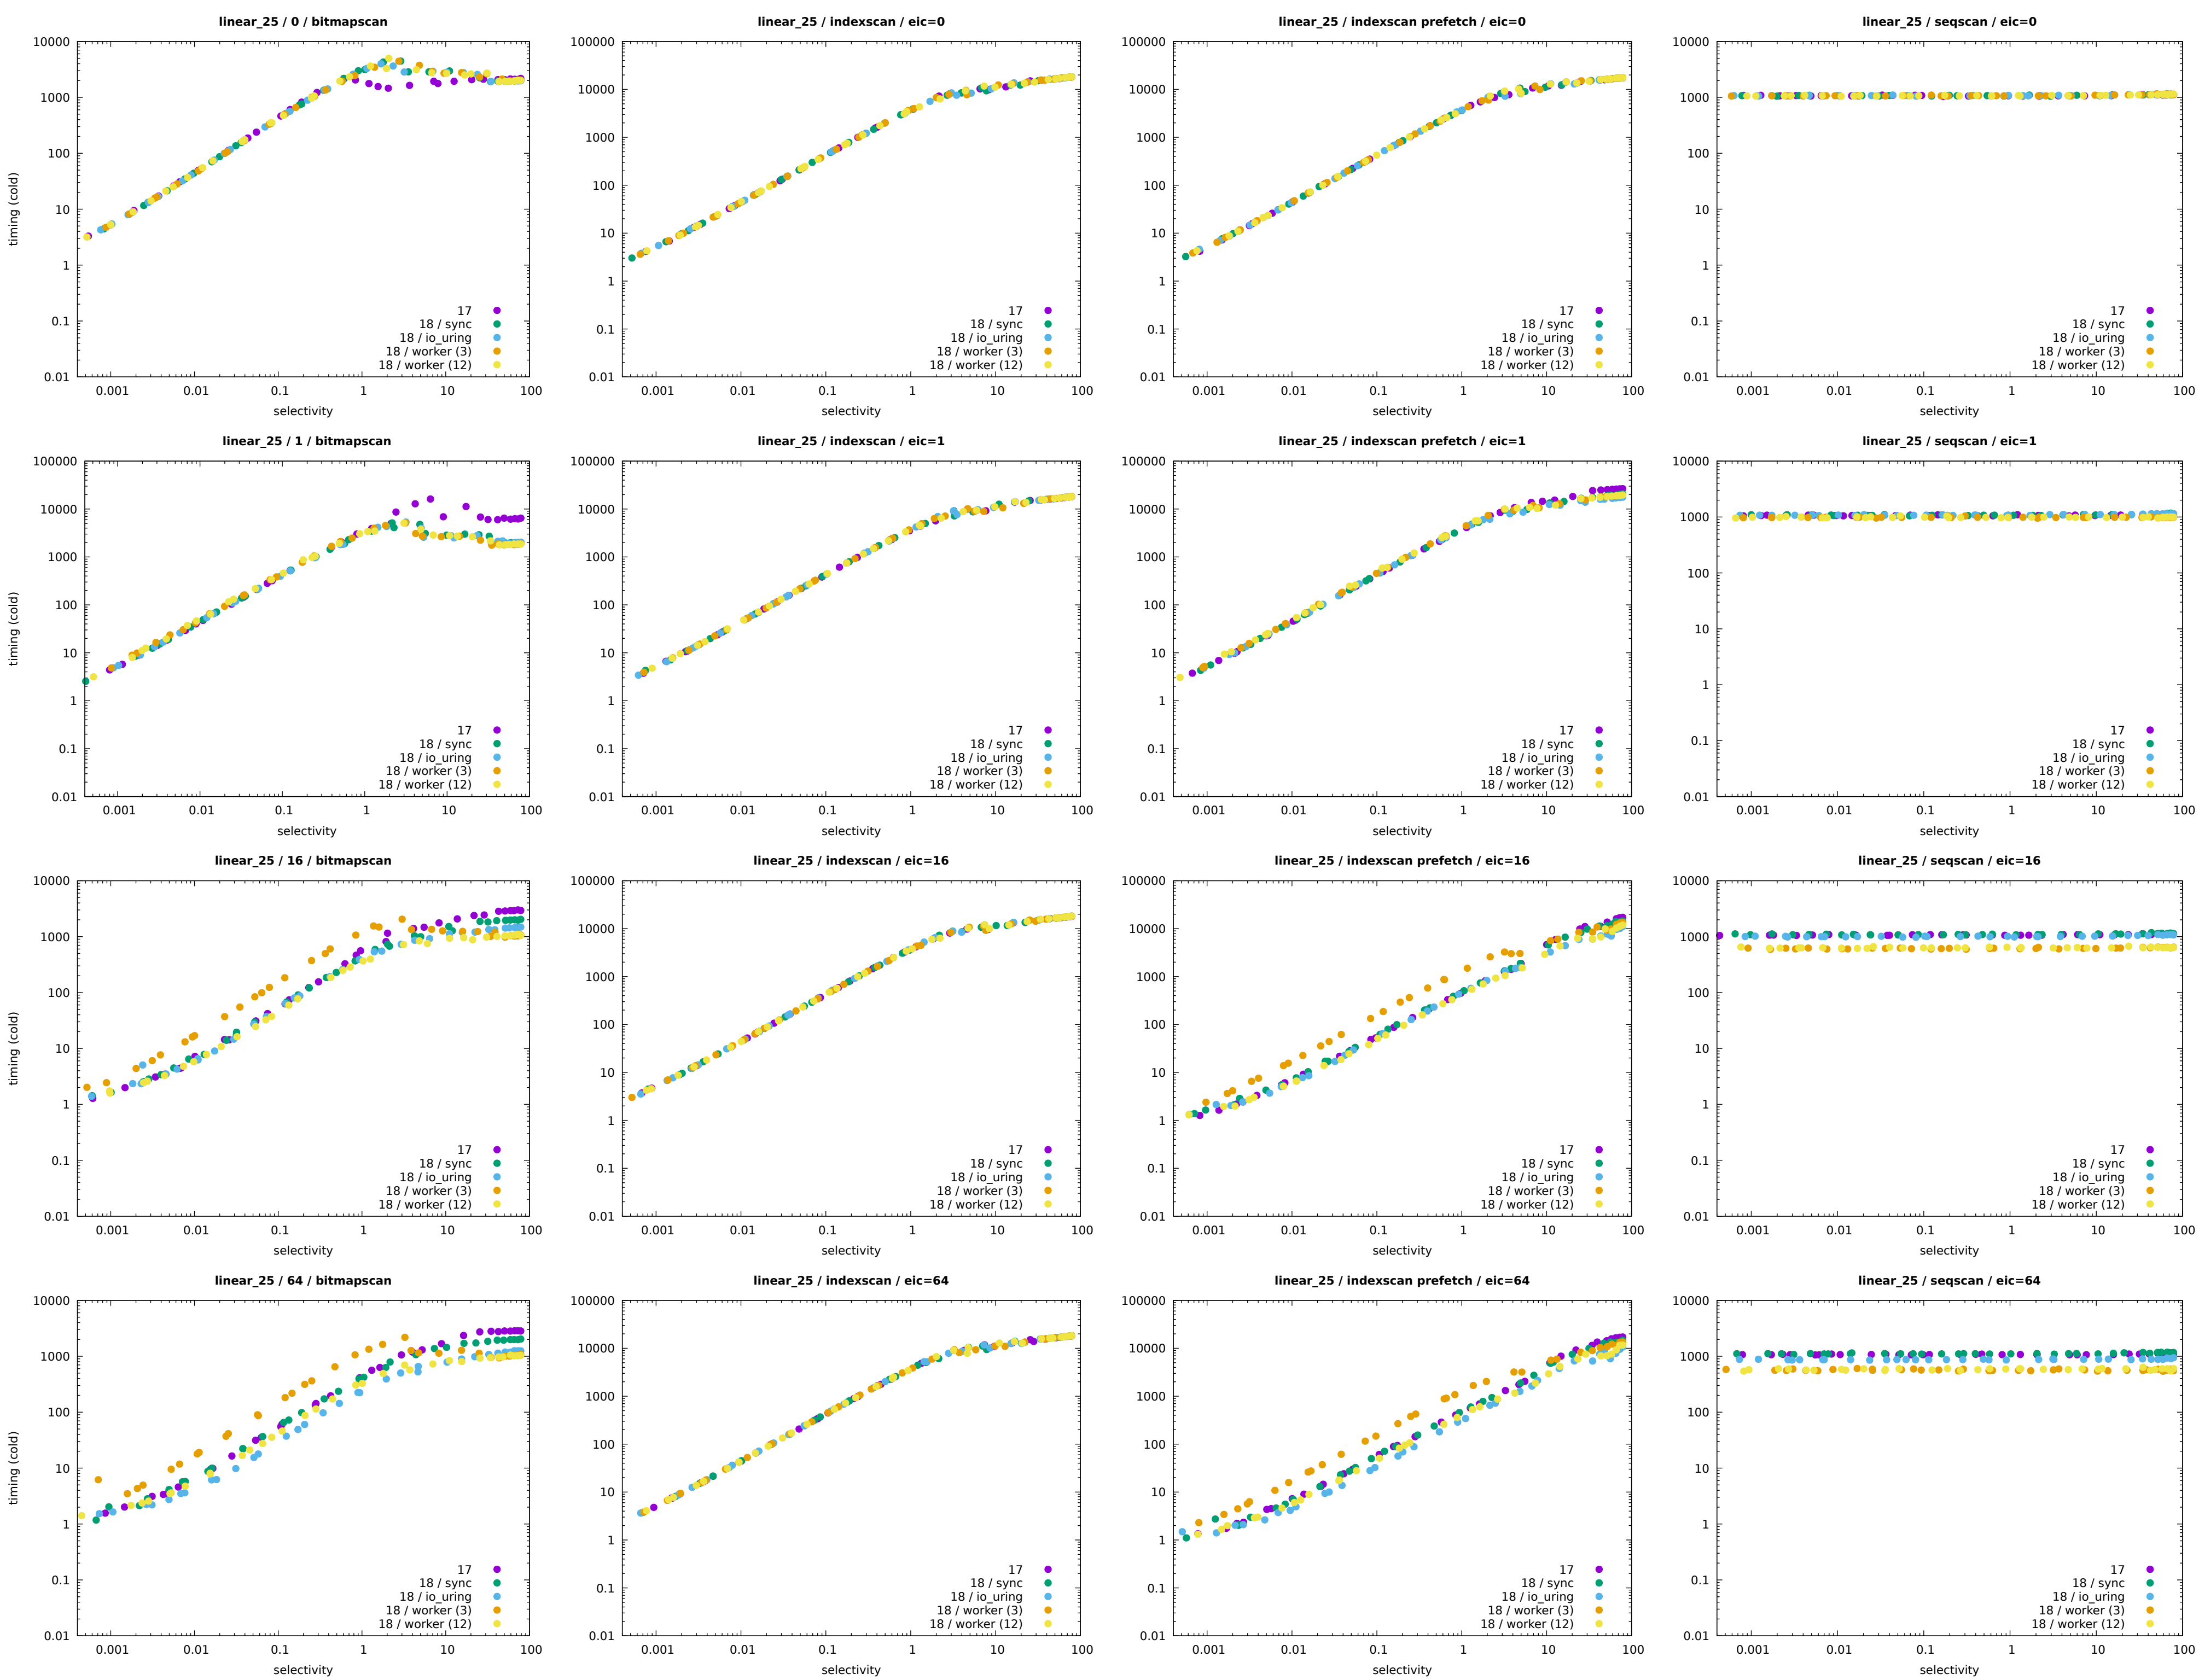 linear_25 / 0 / bitmapscan
10000
1000
100
10
1
0.1
0.01
timing (cold)
17
18 / sync
18 / io_uring
18 / worker (3)
18 / worker (12)
0.001 0.01 0.1 1 10 100
selectivity
linear_25 / indexscan / eic=0
100000
10000
1000
100
10
1
0.1
0.01
17
18 / sync
18 / io_uring
18 / worker (3)
18 / worker (12)
0.001 0.01 0.1 1 10 100
selectivity
linear_25 / indexscan prefetch / eic=0
100000
10000
1000
100
10
1
0.1
0.01
17
18 / sync
18 / io_uring
18 / worker (3)
18 / worker (12)
0.001 0.01 0.1 1 10 100
selectivity
linear_25 / seqscan / eic=0
10000
1000
100
10
1
0.1
0.01
17
18 / sync
18 / io_uring
18 / worker (3)
18 / worker (12)
0.001 0.01 0.1 1 10 100
selectivity
linear_25 / 1 / bitmapscan
100000
10000
1000
100
10
1
0.1
0.01
timing (cold)
17
18 / sync
18 / io_uring
18 / worker (3)
18 / worker (12)
0.001 0.01 0.1 1 10 100
selectivity
linear_25 / indexscan / eic=1
100000
10000
1000
100
10
1
0.1
0.01
17
18 / sync
18 / io_uring
18 / worker (3)
18 / worker (12)
0.001 0.01 0.1 1 10 100
selectivity
linear_25 / indexscan prefetch / eic=1
100000
10000
1000
100
10
1
0.1
0.01
17
18 / sync
18 / io_uring
18 / worker (3)
18 / worker (12)
0.001 0.01 0.1 1 10 100
selectivity
linear_25 / seqscan / eic=1
10000
1000
100
10
1
0.1
0.01
17
18 / sync
18 / io_uring
18 / worker (3)
18 / worker (12)
0.001 0.01 0.1 1 10 100
selectivity
linear_25 / 16 / bitmapscan
10000
1000
100
10
1
0.1
0.01
timing (cold)
17
18 / sync
18 / io_uring
18 / worker (3)
18 / worker (12)
0.001 0.01 0.1 1 10 100
selectivity
linear_25 / indexscan / eic=16
100000
10000
1000
100
10
1
0.1
0.01
17
18 / sync
18 / io_uring
18 / worker (3)
18 / worker (12)
0.001 0.01 0.1 1 10 100
selectivity
linear_25 / indexscan prefetch / eic=16
100000
10000
1000
100
10
1
0.1
0.01
17
18 / sync
18 / io_uring
18 / worker (3)
18 / worker (12)
0.001 0.01 0.1 1 10 100
selectivity
linear_25 / seqscan / eic=16
10000
1000
100
10
1
0.1
0.01
17
18 / sync
18 / io_uring
18 / worker (3)
18 / worker (12)
0.001 0.01 0.1 1 10 100
selectivity
linear_25 / 64 / bitmapscan
10000
1000
100
10
1
0.1
0.01
timing (cold)
17
18 / sync
18 / io_uring
18 / worker (3)
18 / worker (12)
0.001 0.01 0.1 1 10 100
selectivity
linear_25 / indexscan / eic=64
100000
10000
1000
100
10
1
0.1
0.01
17
18 / sync
18 / io_uring
18 / worker (3)
18 / worker (12)
0.001 0.01 0.1 1 10 100
selectivity
linear_25 / indexscan prefetch / eic=64
100000
10000
1000
100
10
1
0.1
0.01
17
18 / sync
18 / io_uring
18 / worker (3)
18 / worker (12)
0.001 0.01 0.1 1 10 100
selectivity
linear_25 / seqscan / eic=64
10000
1000
100
10
1
0.1
0.01
17
18 / sync
18 / io_uring
18 / worker (3)
18 / worker (12)
0.001 0.01 0.1 1 10 100
selectivity